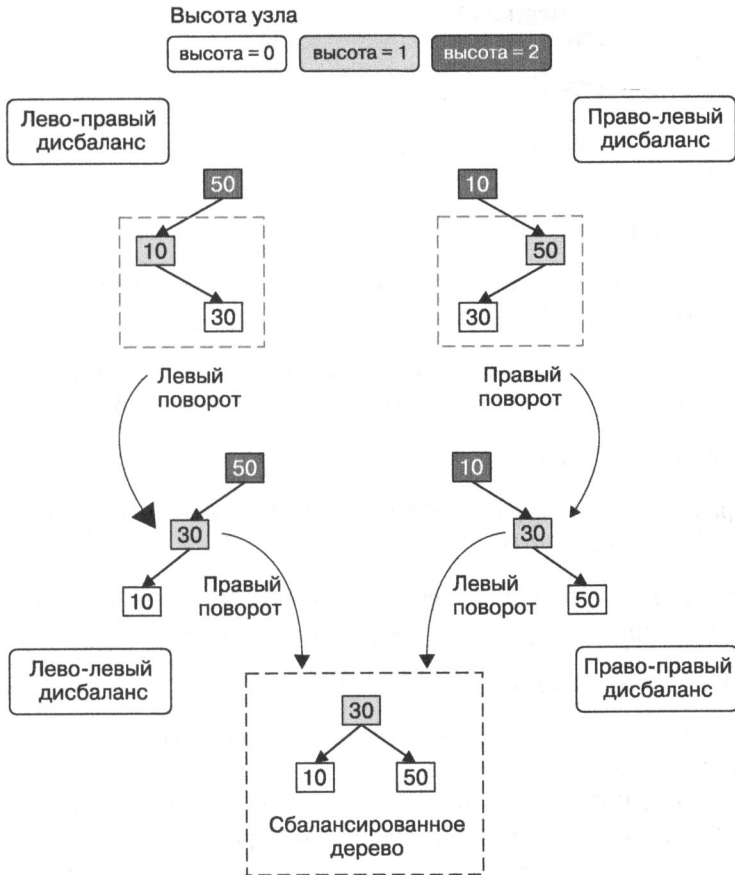 Высота узла
высота = 0
высота = 1
высота = 2
Лево-правый
дисбаланс
Право-левый
дисбаланс
50
10
10
50
30
30
Левый
поворот
Правый
поворот
50
10
30
30
10
Правый
поворот
Левый
поворот
50
Лево-левый
дисбаланс
Право-правый
дисбаланс
30
10
50
Сбалансированное
дерево